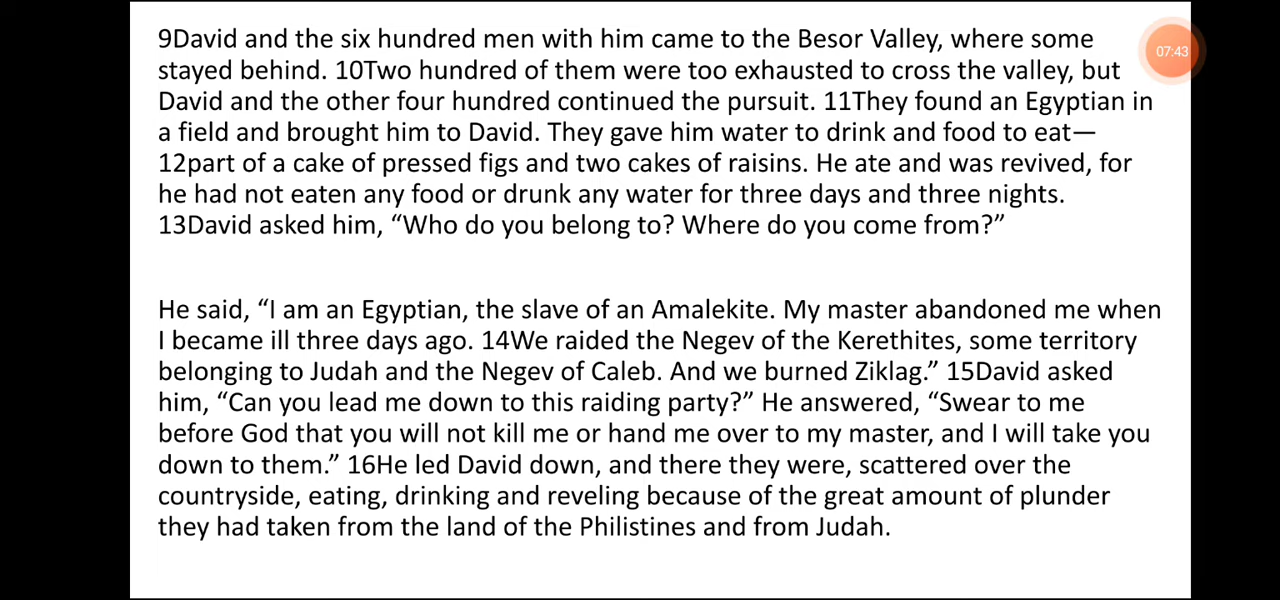 9David and the six hundred men with him came to the Besor Valley, where some
stayed behind. 10Two hundred of them were too exhausted to cross the valley, but
David and the other four hundred continued the pursuit. 11They found an Egyptian in
a field and brought him to David. They gave him water to drink and food to eat—
12part of a cake of pressed figs and two cakes of raisins. He ate and was revived, for
he had not eaten any food or drunk any water for three days and three nights.
13David asked him, “Who do you belong to? Where do you come from?”
He said, “I am an Egyptian, the slave of an Amalekite. My master abandoned me when
I became ill three days ago. 14We raided the Negev of the Kerethites, some territory
belonging to Judah and the Negev of Caleb. And we burned Ziklag.” 15David asked
him, “Can you lead me down to this raiding party?” He answered, “Swear to me
before God that you will not kill me or hand me over to my master, and I will take you
down to them.” 16He led David down, and there they were, scattered over the
countryside, eating, drinking and reveling because of the great amount of plunder
they had taken from the land of the Philistines and from Judah.
07:43